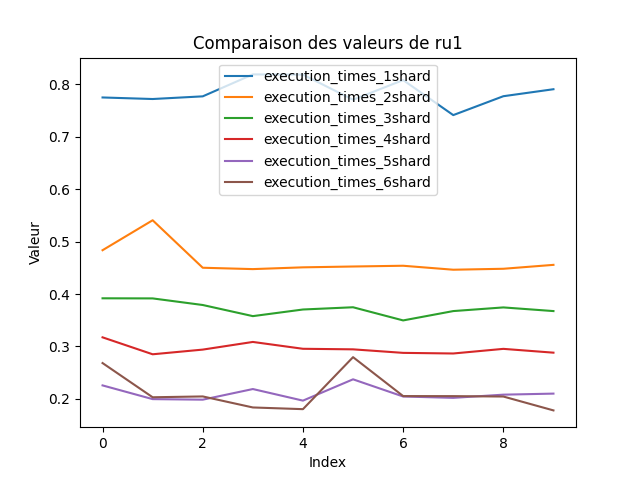 Comparaison des valeurs de ru1
execution_times_1shard
execution_times_2shard
execution_times_3shard
execution_times_4shard
execution_times_5shard
execution_times_6shard
0.8
0.7
0.6
0.5
0.4
0.3
0.2
Valeur
0 2 4 6 8
Index